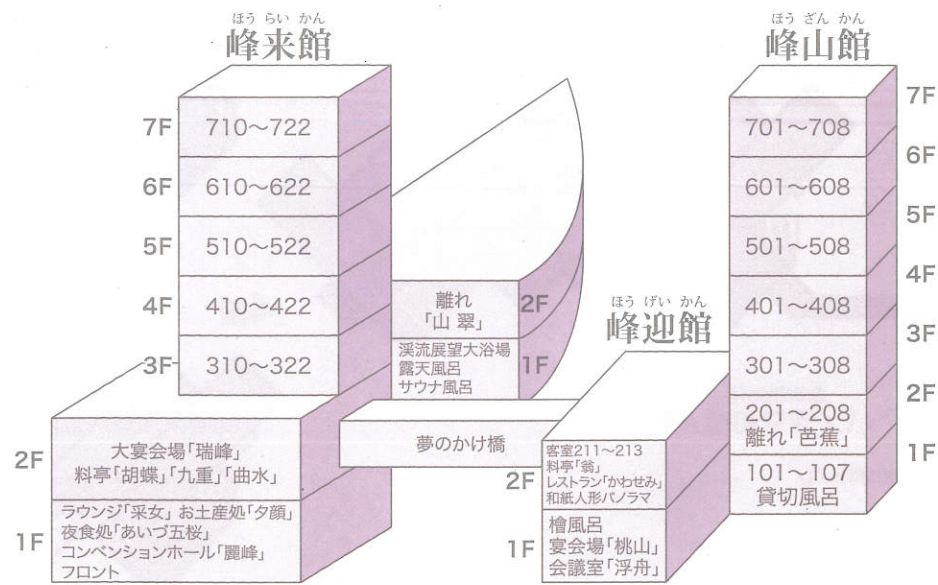 ほう らい かん
峰来館
7F 710〜722
6F 610〜622
5F 510〜522
4F 410〜422
3F 310〜322
2F 大宴会場「瑞峰」
料亭「胡蝶」「九重」「曲水」
1F ラウンジ「采女」 お土産処「夕顔」
夜食処「あいづ五桜」
コンベンションホール「麗峰」
フロント
離れ
「山 翠」
2F
渓流展望大浴場
露天風呂
サウナ風呂
1F
夢のかけ橋
ほう げい かん
峰迎館
2F 客室211〜213
料亭「翁」
レストラン「かわせみ」
和紙人形パノラマ
1F 檜風呂
宴会場「桃山」
会議室「浮舟」
ほう ざん かん
峰山館
701〜708 7F
601〜608 6F
501〜508 5F
401〜408 4F
301〜308 3F
201〜208 2F
離れ「芭蕉」
101〜107 1F
貸切風呂